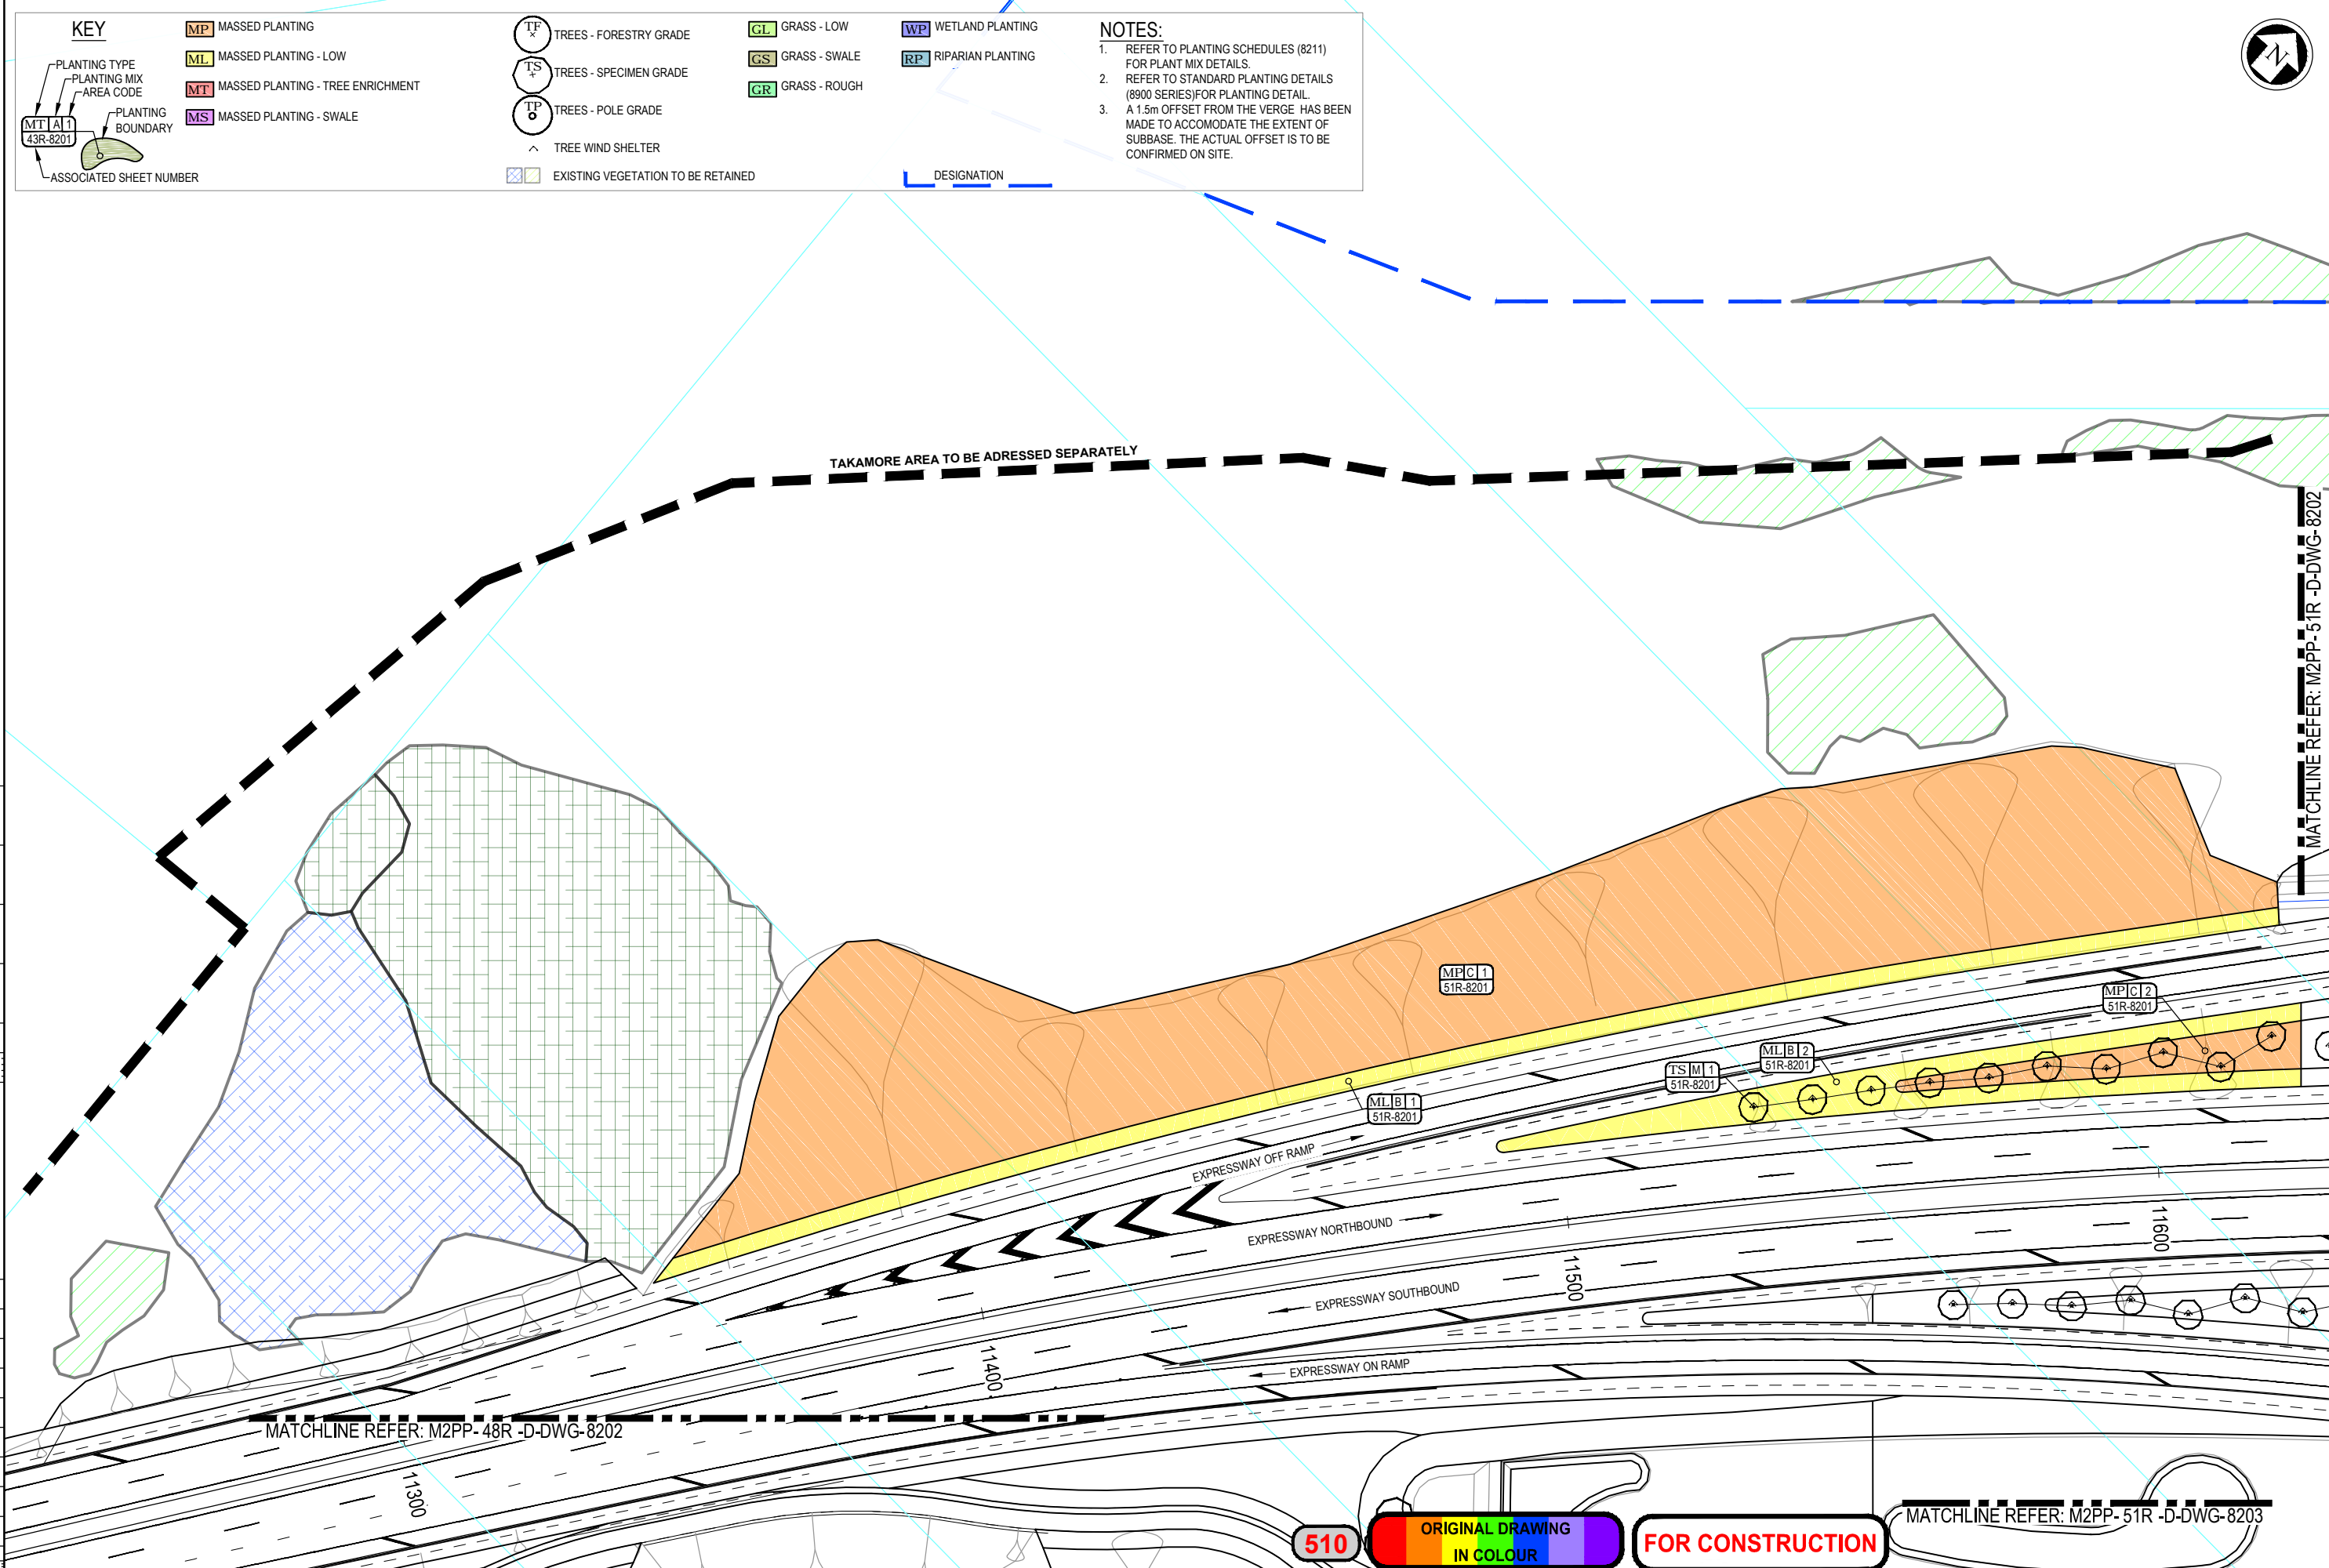 KEY
PLANTING TYPE
PLANTING MIX
AREA CODE
PLANTING
BOUNDARY
MT A 1
43R-8201
ASSOCIATED SHEET NUMBER
MP MASSED PLANTING
ML MASSED PLANTING - LOW
MT MASSED PLANTING - TREE ENRICHMENT
MS MASSED PLANTING - SWALE
TF TREES - FORESTRY GRADE
TS TREES - SPECIMEN GRADE
TP TREES - POLE GRADE
TREE WIND SHELTER
EXISTING VEGETATION TO BE RETAINED
GL GRASS - LOW
GS GRASS - SWALE
GR GRASS - ROUGH
WP WETLAND PLANTING
RP RIPARIAN PLANTING
DESIGNATION
NOTES:
1. REFER TO PLANTING SCHEDULES (8211)
FOR PLANT MIX DETAILS.
2. REFER TO STANDARD PLANTING DETAILS
(8900 SERIES)FOR PLANTING DETAIL.
3. A 1.5m OFFSET FROM THE VERGE HAS BEEN
MADE TO ACCOMODATE THE EXTENT OF
SUBBASE. THE ACTUAL OFFSET IS TO BE
CONFIRMED ON SITE.
N
TAKAMORE AREA TO BE ADRESSED SEPARATELY
MATCHLINE REFER: M2PP- 51R -D-DWG- 8202
MP C 1
51R-8201
MP C 2
51R-8201
ML B 2
51R-8201
TS M 1
51R-8201
ML B 1
51R-8201
EXPRESSWAY OFF RAMP
EXPRESSWAY NORTHBOUND
EXPRESSWAY SOUTHBOUND
EXPRESSWAY ON RAMP
11600
11500
11400
11300
MATCHLINE REFER: M2PP- 48R -D-DWG- 8202
MATCHLINE REFER: M2PP- 51R -D-DWG- 8203
510
ORIGINAL DRAWING
IN COLOUR
FOR CONSTRUCTION